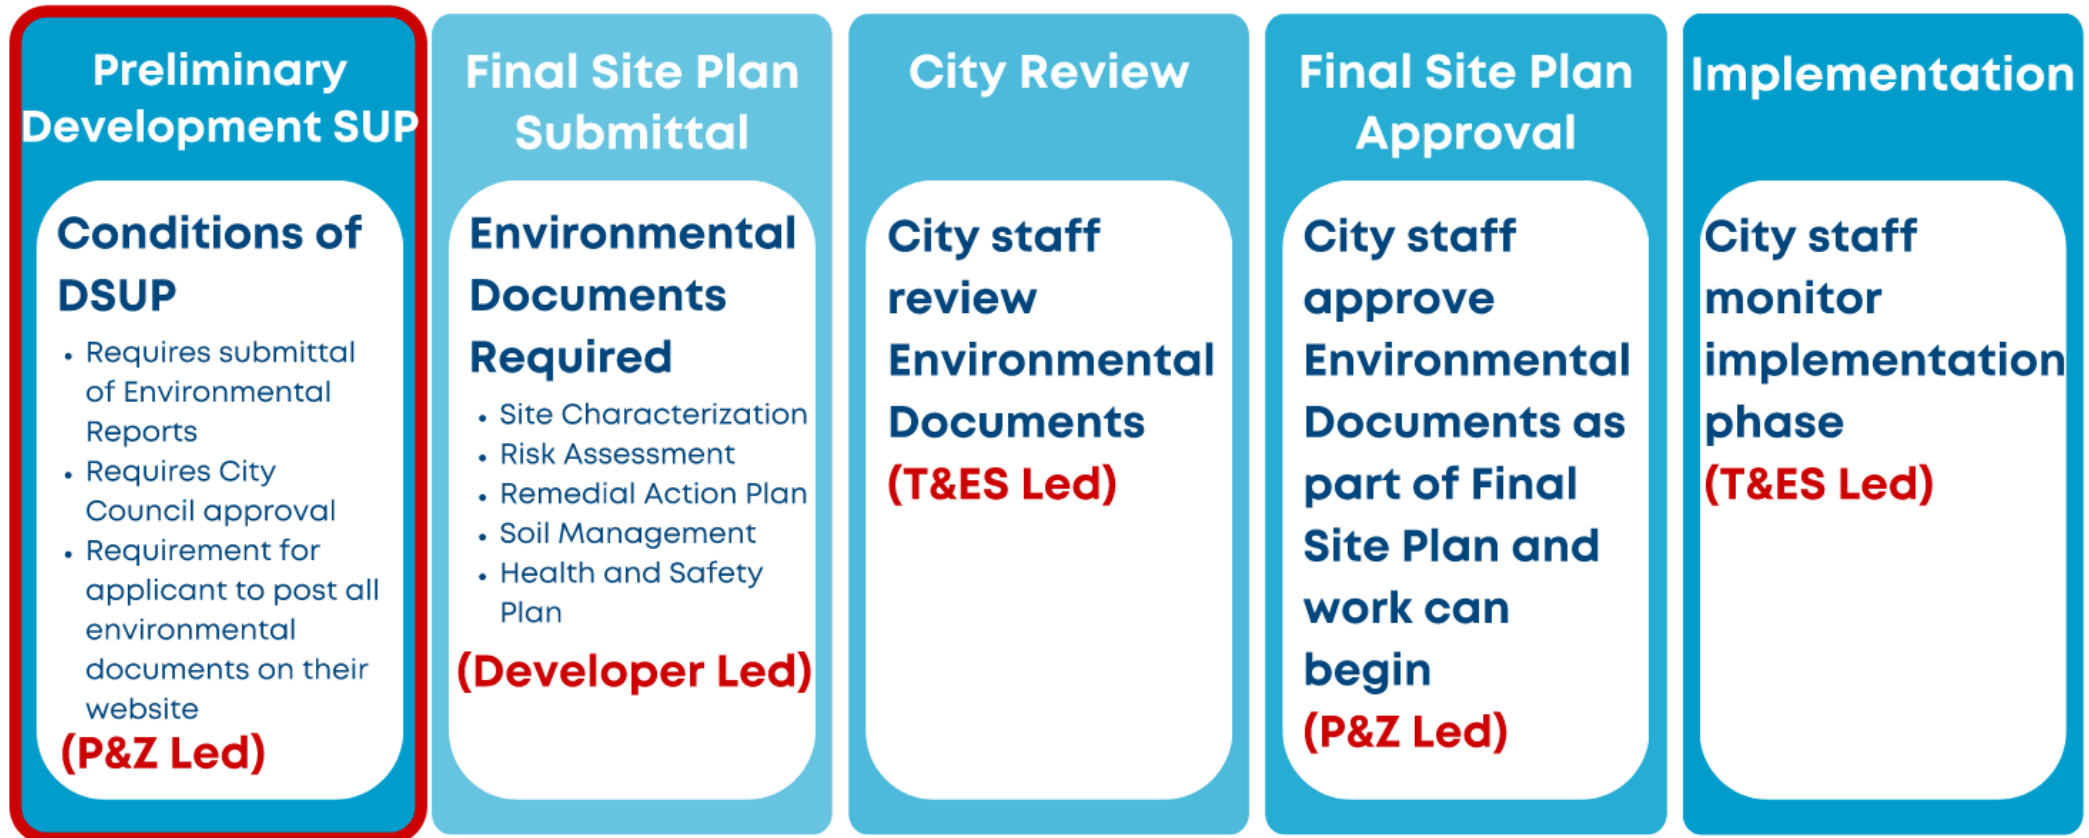 Preliminary
Development SUP
Conditions of
DSUP
• Requires submittal
of Environmental
Reports
• Requires City
Council approval
• Requirement for
applicant to post all
environmental
documents on their
website
(P&Z Led)
Final Site Plan
Submittal
Environmental
Documents
Required
• Site Characterization
• Risk Assessment
• Remedial Action Plan
• Soil Management
• Health and Safety
Plan
(Developer Led)
City Review
City staff
review
Environmental
Documents
(T&ES Led)
Final Site Plan
Approval
City staff
approve
Environmental
Documents as
part of Final
Site Plan and
work can
begin
(P&Z Led)
Implementation
City staff
monitor
implementation
phase
(T&ES Led)